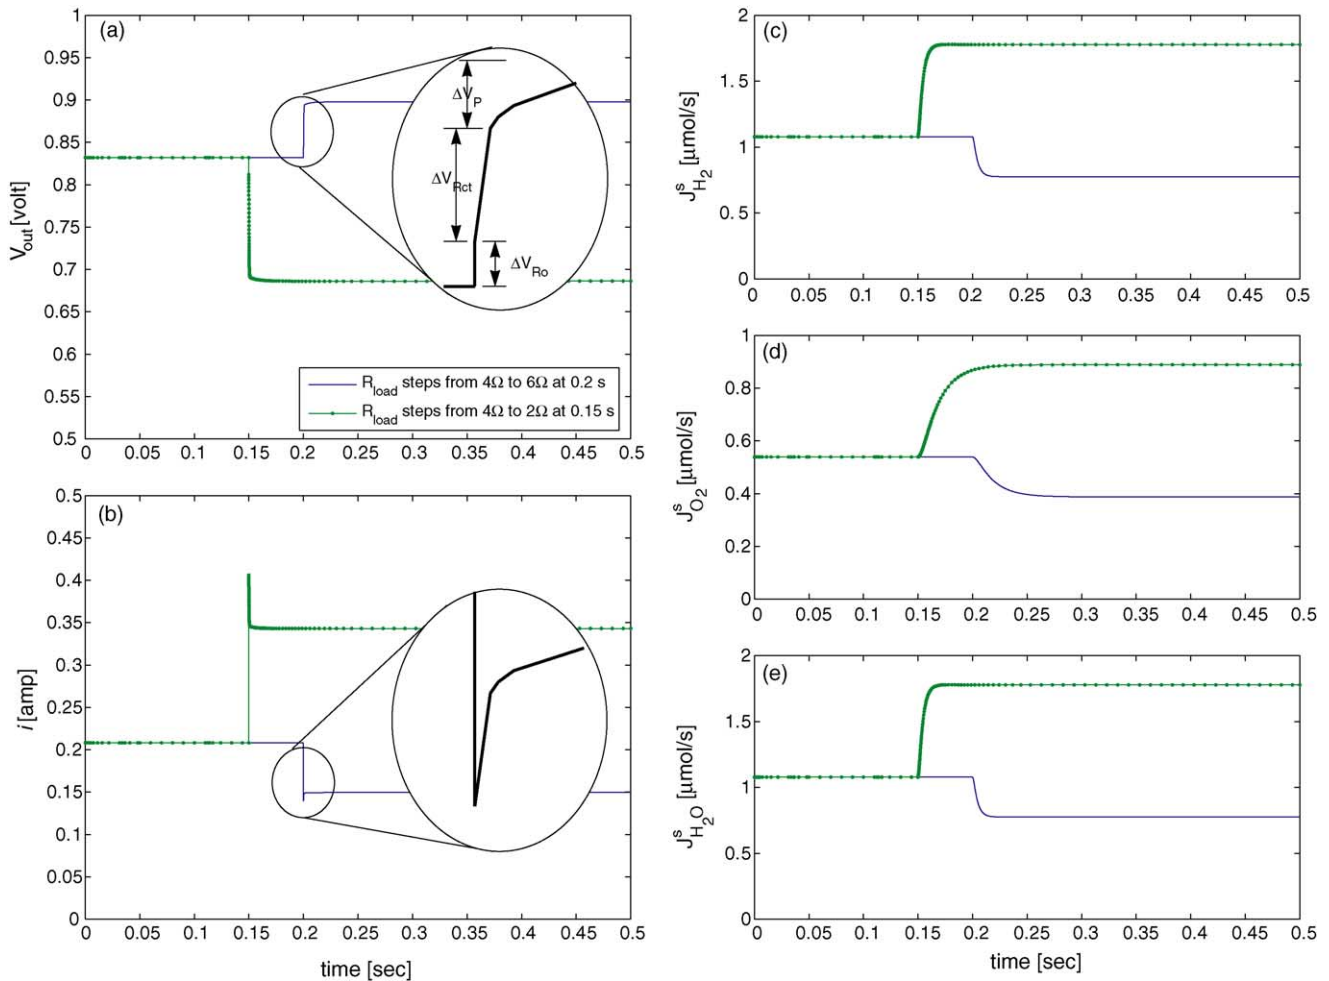 (a)
1
0.95
0.9
0.85
0.8
0.75
0.7
0.65
0.6
0.55
0.5
V_out [volt]
ΔV_P
ΔV_Rct
ΔV_Ro
R_load steps from 4Ω to 6Ω at 0.2 s
R_load steps from 4Ω to 2Ω at 0.15 s
0 0.05 0.1 0.15 0.2 0.25 0.3 0.35 0.4 0.45 0.5
(b)
0.5
0.45
0.4
0.35
0.3
0.25
0.2
0.15
0.1
0.05
0
i [amp]
0 0.05 0.1 0.15 0.2 0.25 0.3 0.35 0.4 0.45 0.5
time [sec]
(c)
2
1.5
1
0.5
0
J^s_H2 [μmol/s]
0 0.05 0.1 0.15 0.2 0.25 0.3 0.35 0.4 0.45 0.5
(d)
1
0.8
0.6
0.4
0.2
0
J^s_O2 [μmol/s]
0 0.05 0.1 0.15 0.2 0.25 0.3 0.35 0.4 0.45 0.5
(e)
2
1.5
1
0.5
0
J^s_H2O [μmol/s]
0 0.05 0.1 0.15 0.2 0.25 0.3 0.35 0.4 0.45 0.5
time [sec]